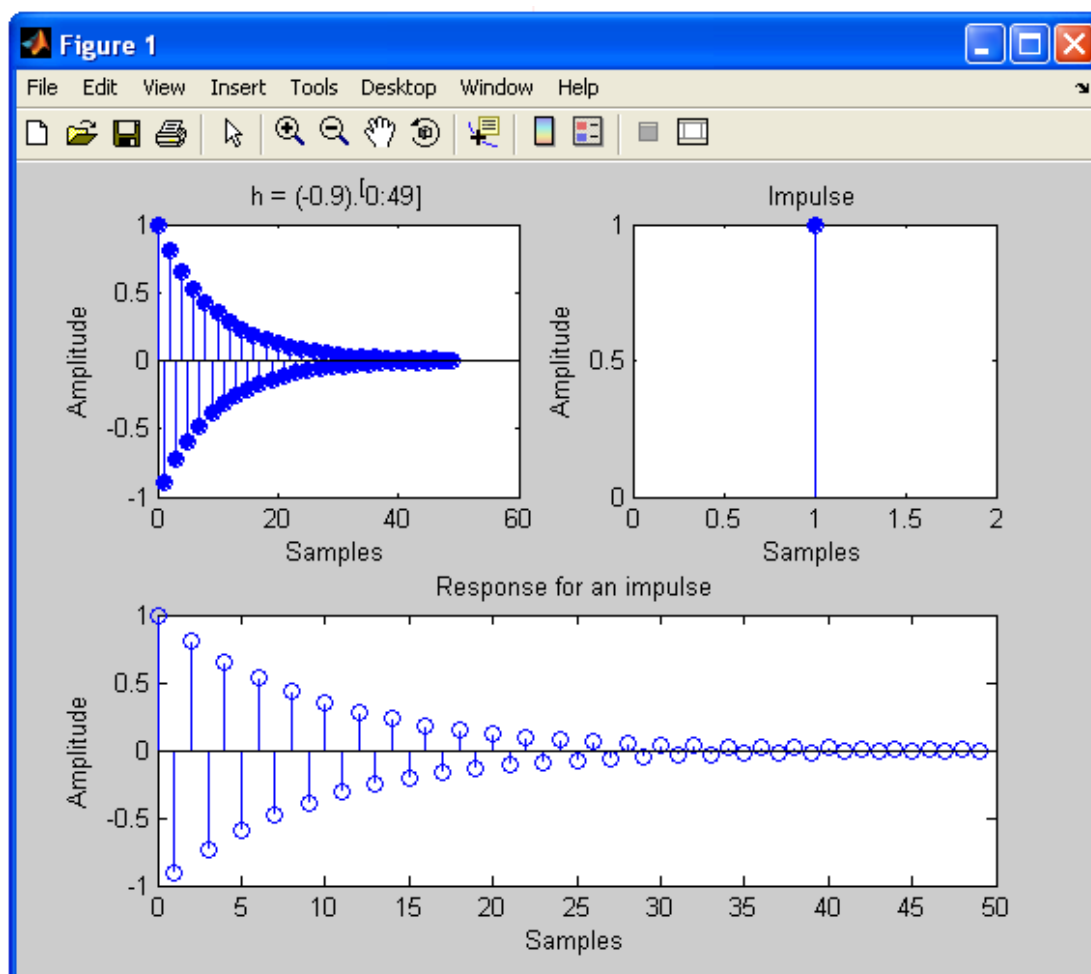 Figure 1
File Edit View Insert Tools Desktop Window Help
h = (-0.9).[0:49]
1
0.5
0
-0.5
-1
Amplitude
0 20 40 60
Samples
Impulse
1
0.5
0
Amplitude
0 0.5 1 1.5 2
Samples
Response for an impulse
1
0.5
0
-0.5
-1
Amplitude
0 5 10 15 20 25 30 35 40 45 50
Samples